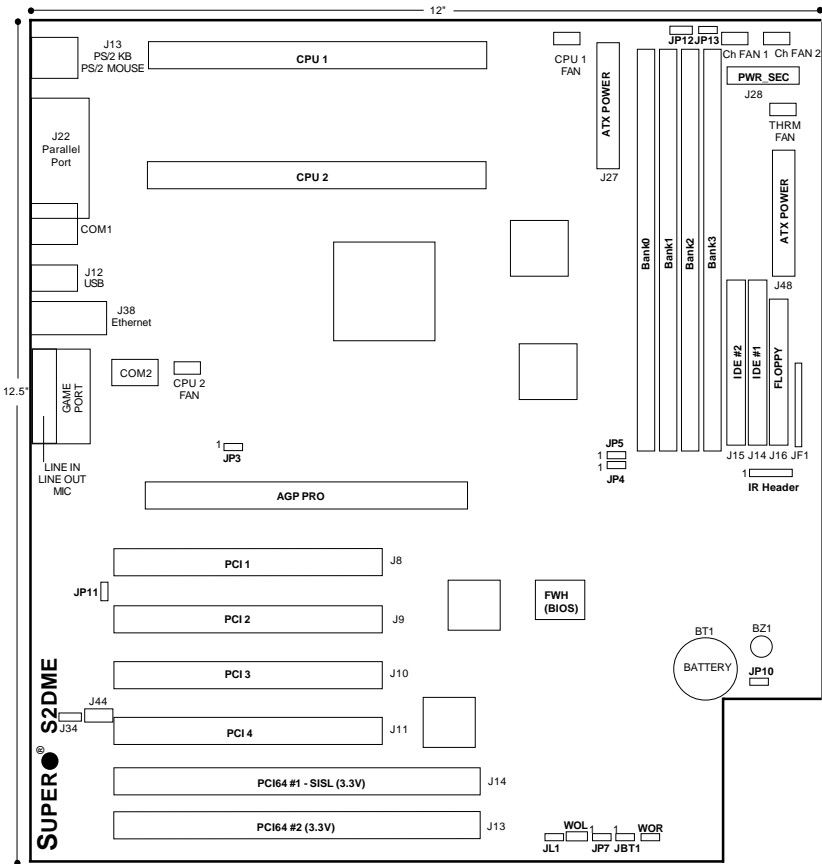 12"
J13
PS/2 KB
PS/2 MOUSE
CPU 1
CPU 1
FAN
JP12
JP13
Ch FAN 1
Ch FAN 2
ATX POWER
J27
PWR_SEC
J28
THRM
FAN
J22
Parallel
Port
CPU 2
COM1
J12
USB
J38
Ethernet
Bank0
Bank1
Bank2
Bank3
ATX POWER
J48
IDE #2
IDE #1
FLOPPY
J15
J14
J16
JF1
12.5"
GAME
PORT
COM2
CPU 2
FAN
LINE IN
LINE OUT
MIC
1
JP3
JP5
1
1
JP4
1
IR Header
AGP PRO
PCI 1
J8
JP11
PCI 2
J9
FWH
(BIOS)
BT1
BATTERY
BZ1
JP10
PCI 3
J10
J44
J34
PCI 4
J11
PCI64 #1 - SISL (3.3V)
J14
PCI64 #2 (3.3V)
J13
SUPER® S2DME
JL1
WOL
1
JP7
1
JBT1
WOR